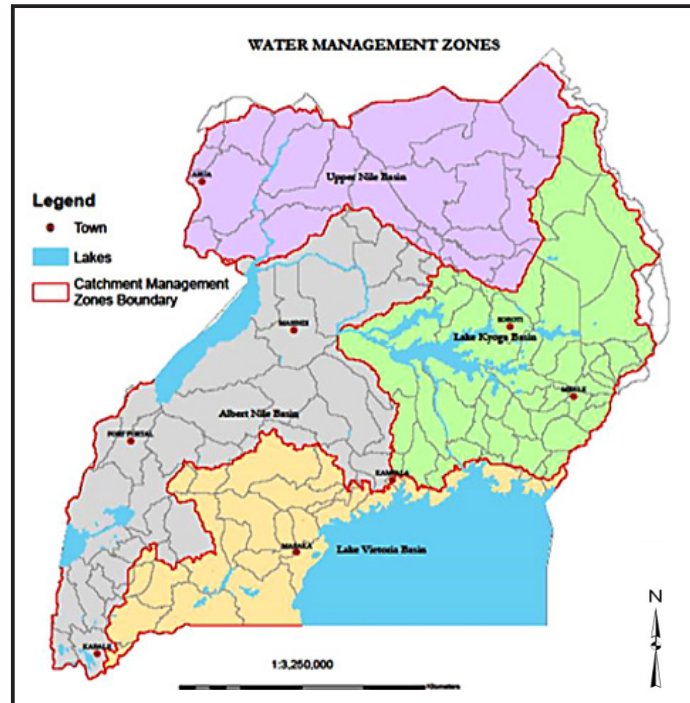 WATER MANAGEMENT ZONES
ARUA
Upper Nile Basin
Legend
Town
Lakes
Catchment Management
Zones Boundary
MASINDI
SOROTI
Lake Kyoga Basin
MBALE
Albert Nile Basin
FORT PORTAL
KAMPALA
MASAKA
Lake Victoria Basin
N
KABALE
1:3,250,000
Kilometers